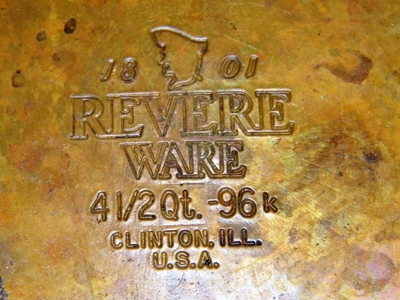 18 01
REVERE
WARE
4 1/2 Qt. - 96 k
CLINTON, ILL.
U.S.A.